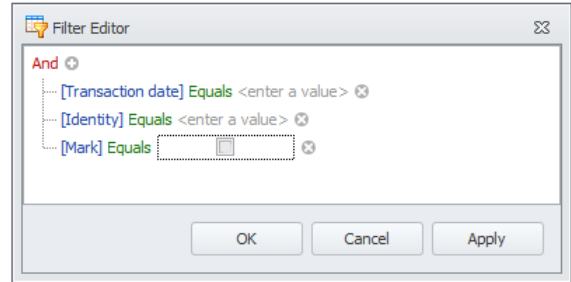 Filter Editor
And
[Transaction date] Equals <enter a value>
[Identity] Equals <enter a value>
[Mark] Equals
OK Cancel Apply